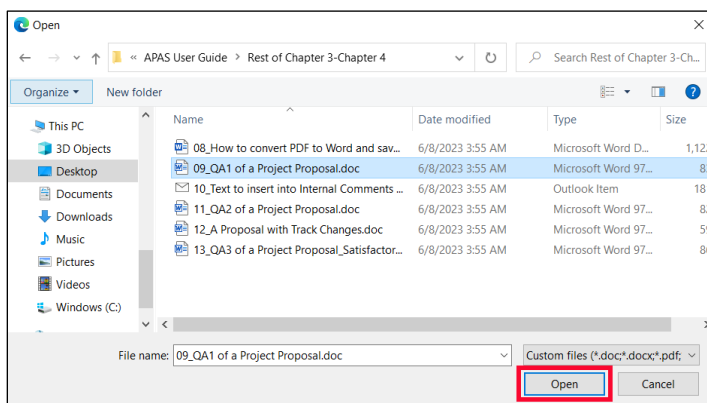 Open
« APAS User Guide > Rest of Chapter 3-Chapter 4
Search Rest of Chapter 3-Ch...
Organize
New folder
?
This PC
3D Objects
Desktop
Documents
Downloads
Music
Pictures
Videos
Windows (C:)
Name Date modified Type Size
08_How to convert PDF to Word and sav... 6/8/2023 3:55 AM Microsoft Word D...
09_QA1 of a Project Proposal.doc 6/8/2023 3:55 AM Microsoft Word 97...
10_Text to insert into Internal Comments ... 6/8/2023 3:55 AM Outlook Item 18
11_QA2 of a Project Proposal.doc 6/8/2023 3:55 AM Microsoft Word 97...
12_A Proposal with Track Changes.doc 6/8/2023 3:55 AM Microsoft Word 97...
13_QA3 of a Project Proposal_Satisfactor... 6/8/2023 3:55 AM Microsoft Word 97...
File name: 09_QA1 of a Project Proposal.doc Custom files (*.doc;*.docx;*.pdf;
Open Cancel